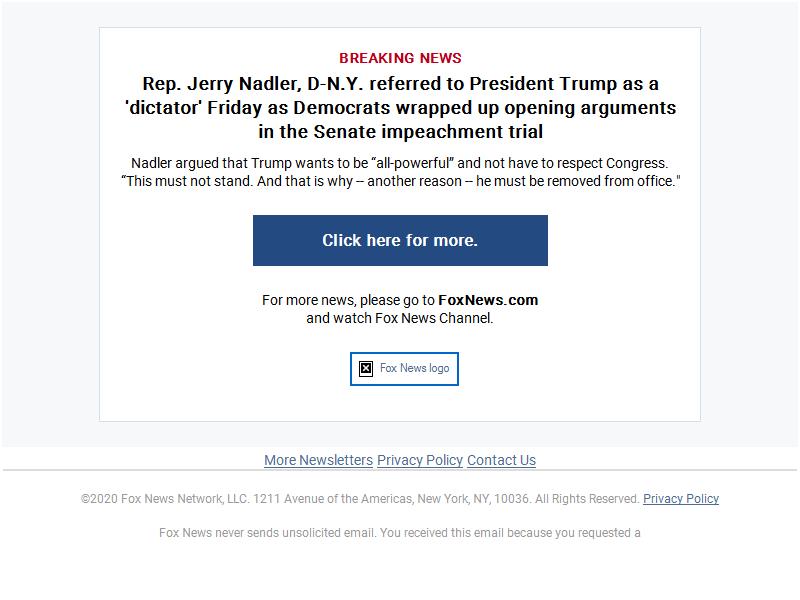 BREAKING NEWS
Rep. Jerry Nadler, D-N.Y. referred to President Trump as a
'dictator' Friday as Democrats wrapped up opening arguments
in the Senate impeachment trial
Nadler argued that Trump wants to be “all-powerful” and not have to respect Congress.
“This must not stand. And that is why -- another reason -- he must be removed from office."
Click here for more.
For more news, please go to FoxNews.com
and watch Fox News Channel.
Fox News logo
More Newsletters Privacy Policy Contact Us
©2020 Fox News Network, LLC. 1211 Avenue of the Americas, New York, NY, 10036. All Rights Reserved. Privacy Policy
Fox News never sends unsolicited email. You received this email because you requested a